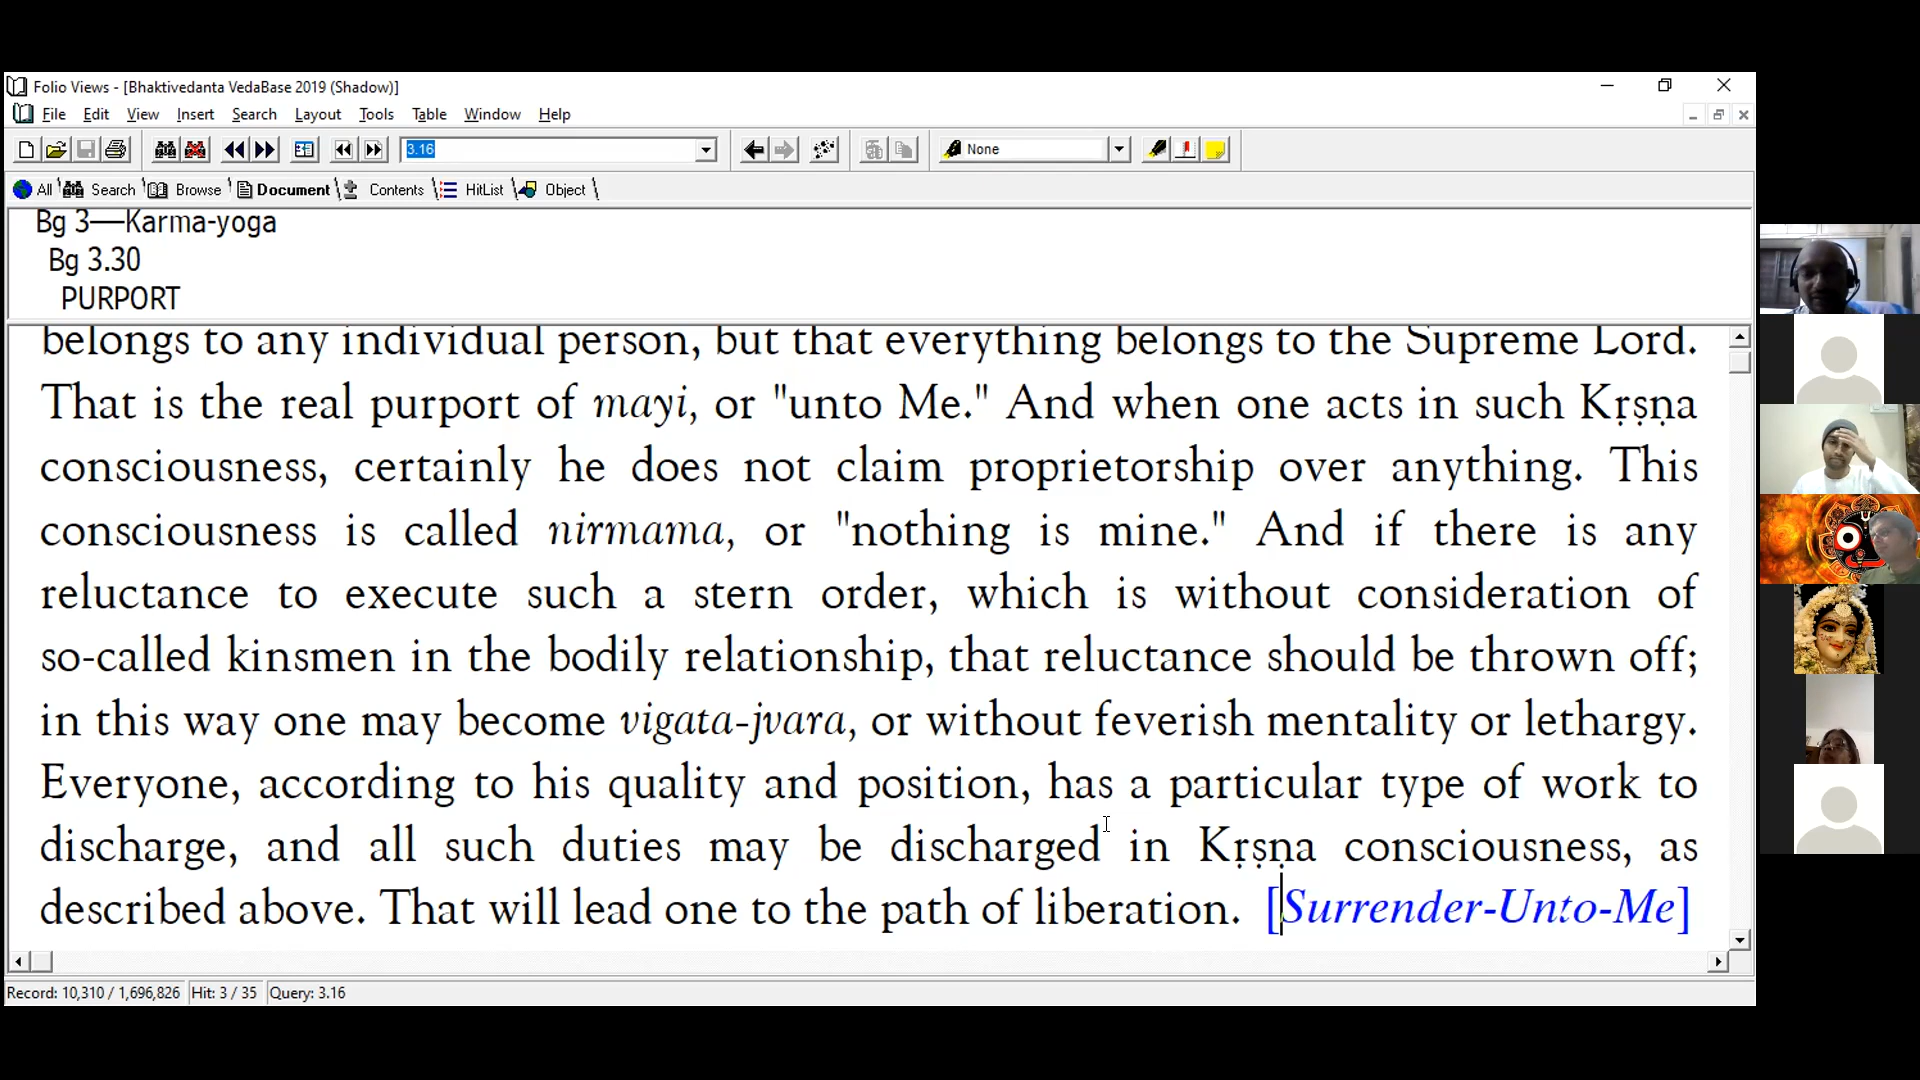 Folio Views - [Bhaktivedanta VedaBase 2019 (Shadow)]
File Edit View Insert Search Layout Tools Table Window Help
3.16 None
All Search Browse Document Contents HitList Object
Bg 3—Karma-yoga
Bg 3.30
PURPORT
belongs to any individual person, but that everything belongs to the Supreme Lord.
That is the real purport of mayi, or "unto Me." And when one acts in such Kṛṣṇa
consciousness, certainly he does not claim proprietorship over anything. This
consciousness is called nirmama, or "nothing is mine." And if there is any
reluctance to execute such a stern order, which is without consideration of
so-called kinsmen in the bodily relationship, that reluctance should be thrown off;
in this way one may become vigata-jvara, or without feverish mentality or lethargy.
Everyone, according to his quality and position, has a particular type of work to
discharge, and all such duties may be discharged in Kṛṣṇa consciousness, as
described above. That will lead one to the path of liberation. [Surrender-Unto-Me]
Record: 10,310 / 1,696,826 Hit: 3 / 35 Query: 3.16